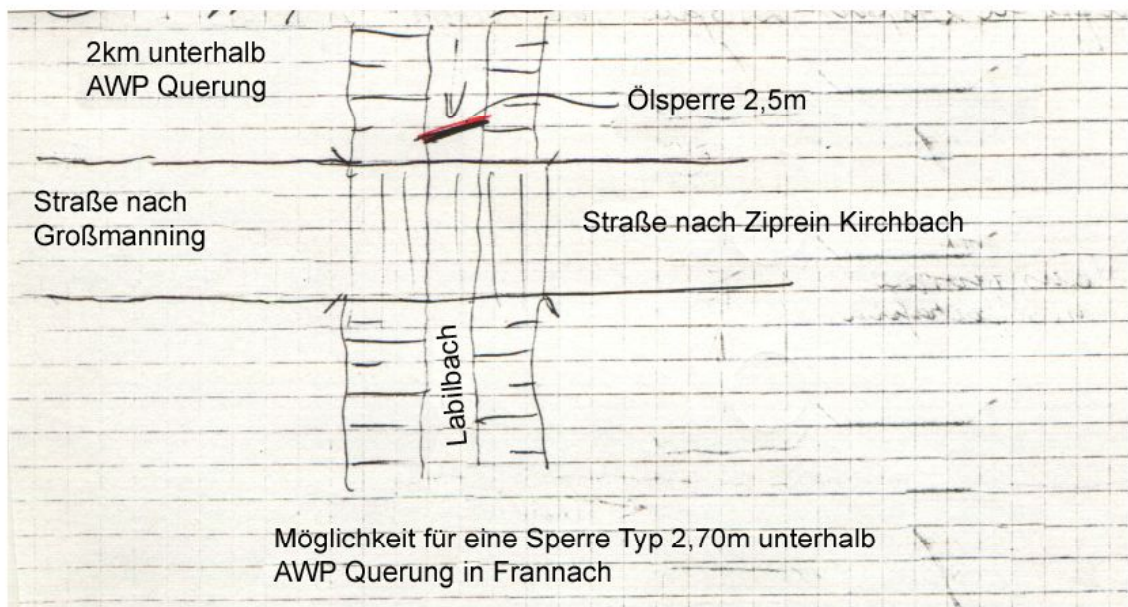 2km unterhalb
AWP Querung
Ölsperre 2,5m
Straße nach
Großmanning
Straße nach Ziprein Kirchbach
Labilbach
Möglichkeit für eine Sperre Typ 2,70m unterhalb
AWP Querung in Frannach